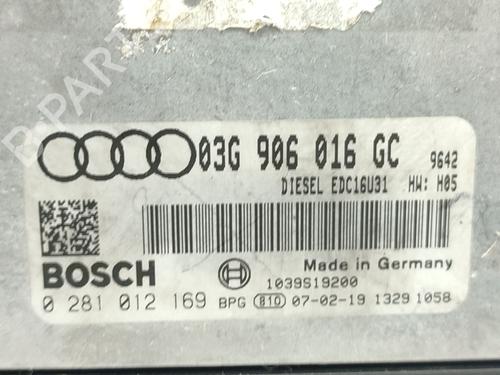 03G 906 016 GC 9642
DIESEL EDC16U31 HW: H05
BOSCH
Made in Germany
1039S19200
0 281 012 169 BPG 810 07-02-19 1329 1058